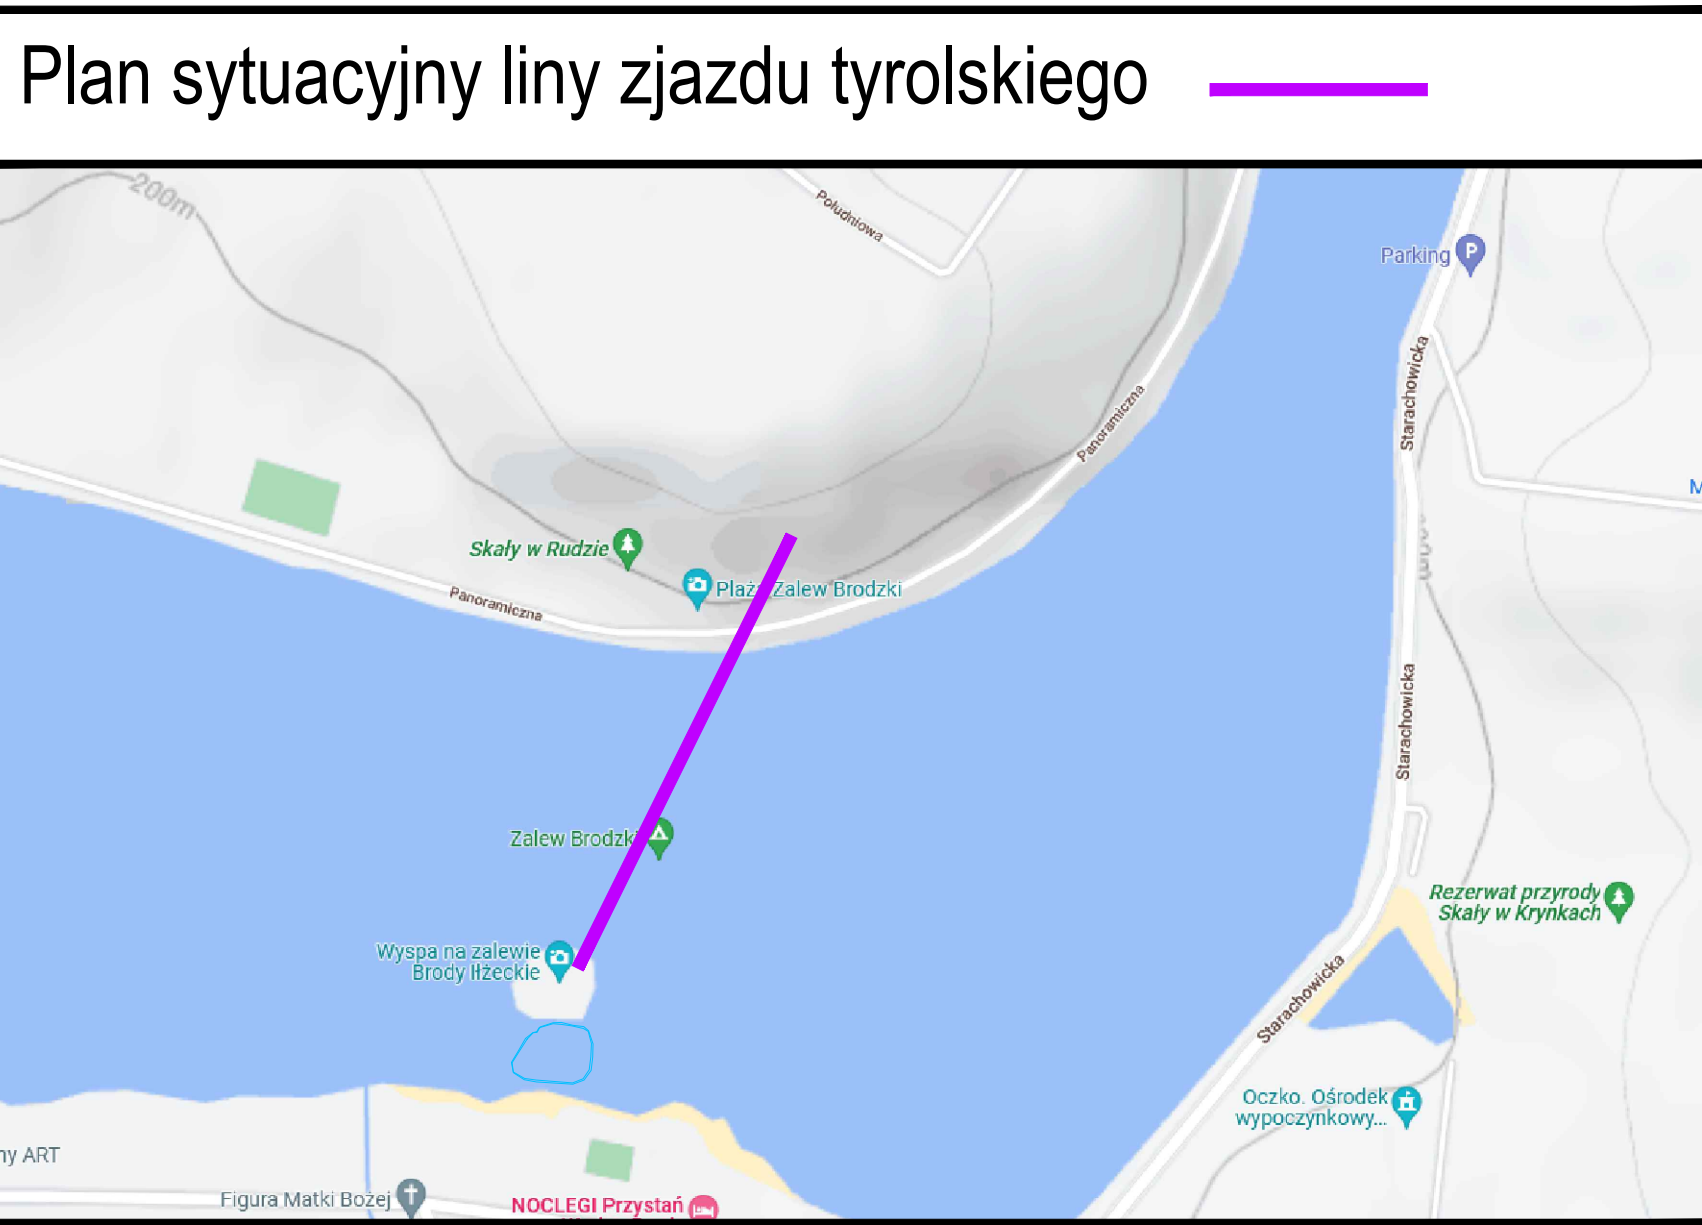 Plan sytuacyjny liny zjazdu tyrolskiego
200m
Południowa
Parking
P
Starachowicka
Panoramiczna
M
Skały w Rudzie
Plaża Zalew Brodzki
Panoramiczna
Starachowicka
Zalew Brodzki
Rezerwat przyrody
Skały w Krynkach
Wyspa na zalewie
Brody Iłżeckie
Starachowicka
Oczko. Ośrodek
wypoczynkowy...
ny ART
Figura Matki Bożej
NOCLEGI Przystań